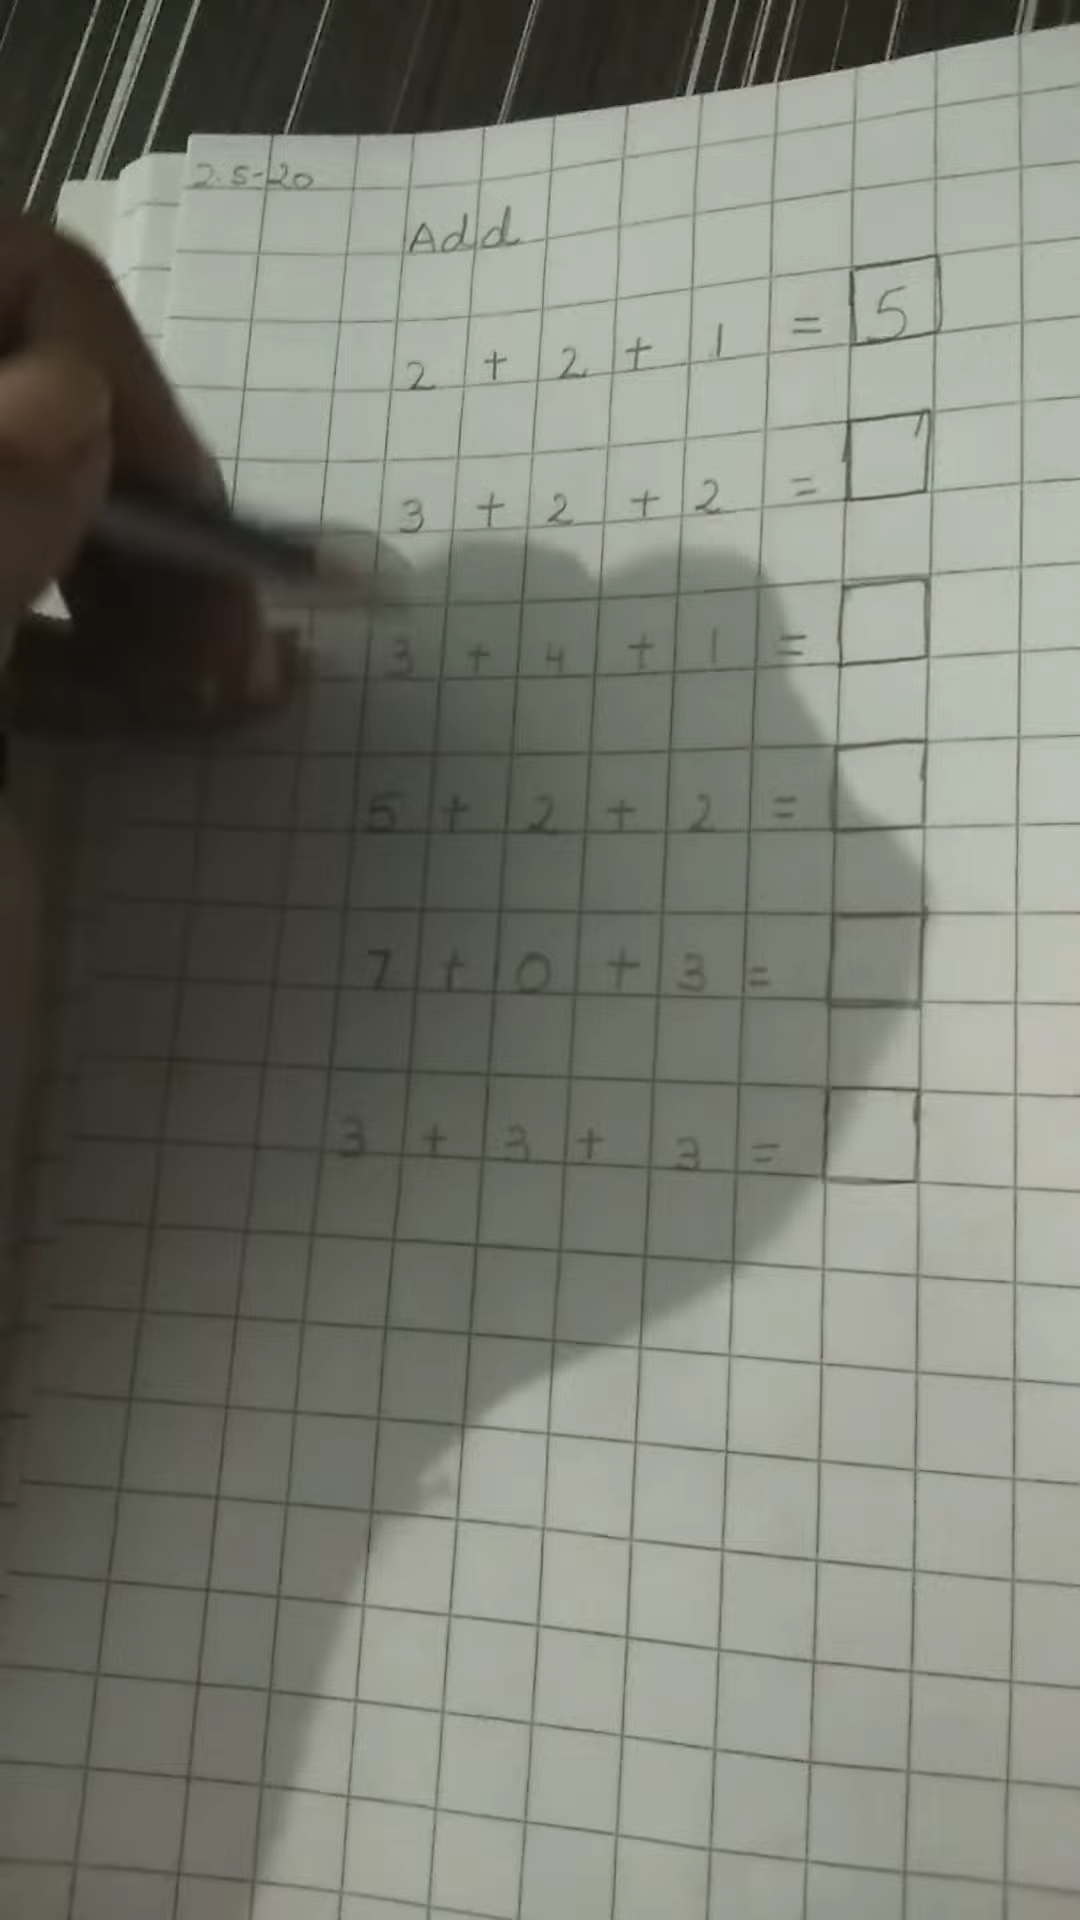 2.5-20
Add
2 + 2 + 1 = 5
3 + 2 + 2 =
3 + 4 + 1 =
5 + 2 + 2 =
7 + 0 + 3 =
3 + 3 + 3 =